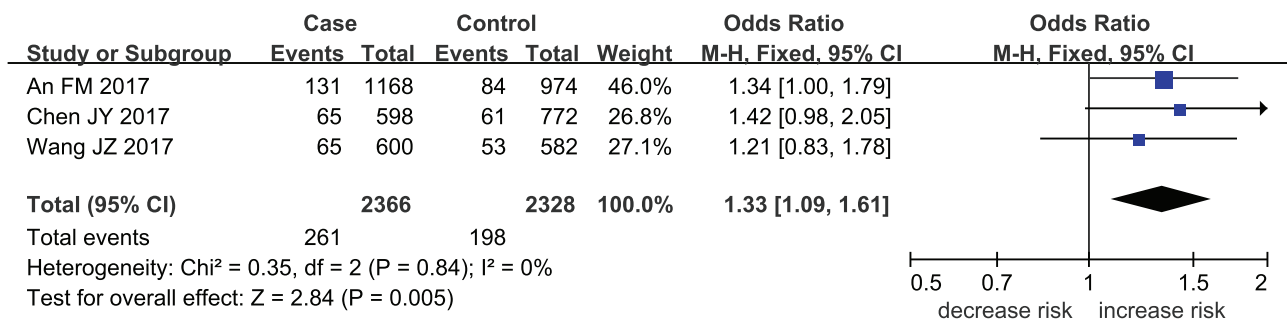 Case Control Odds Ratio Odds Ratio
Study or Subgroup Events Total Events Total Weight M-H, Fixed, 95% CI M-H, Fixed, 95% CI
An FM 2017 131 1168 84 974 46.0% 1.34 [1.00, 1.79]
Chen JY 2017 65 598 61 772 26.8% 1.42 [0.98, 2.05]
Wang JZ 2017 65 600 53 582 27.1% 1.21 [0.83, 1.78]
Total (95% CI) 2366 2328 100.0% 1.33 [1.09, 1.61]
Total events 261 198
Heterogeneity: Chi² = 0.35, df = 2 (P = 0.84); I² = 0%
Test for overall effect: Z = 2.84 (P = 0.005)
0.5 0.7 1 1.5 2
decrease risk increase risk